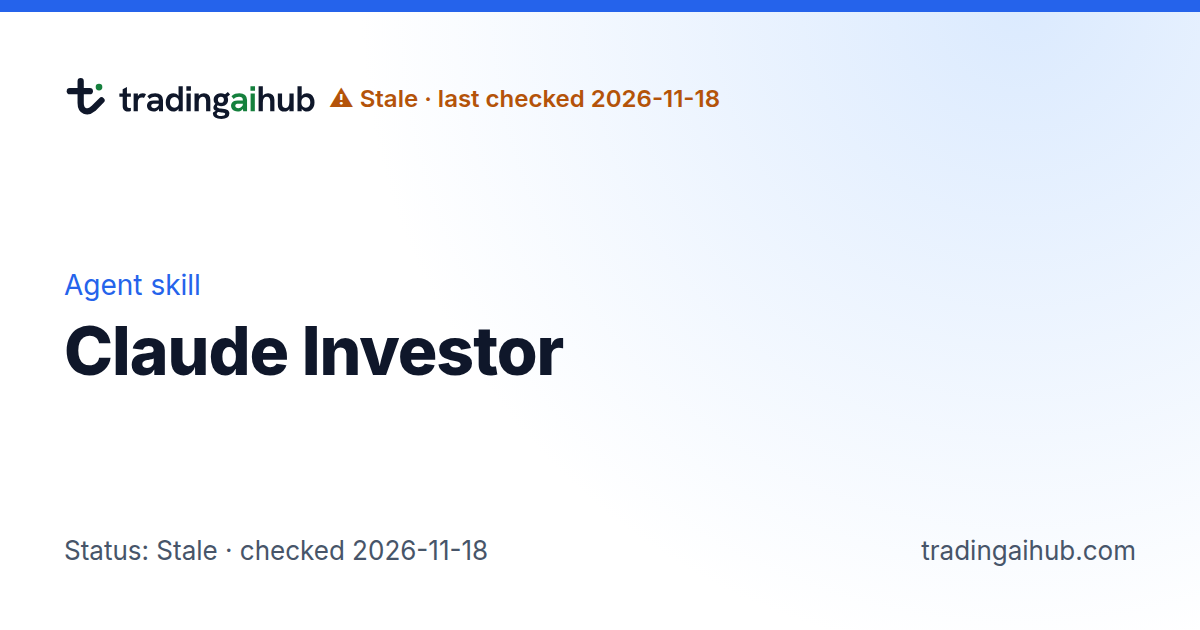 tradingaihub ⚠ Stale · last checked 2026-11-18
Agent skill
Claude Investor
Status: Stale · checked 2026-11-18
tradingaihub.com